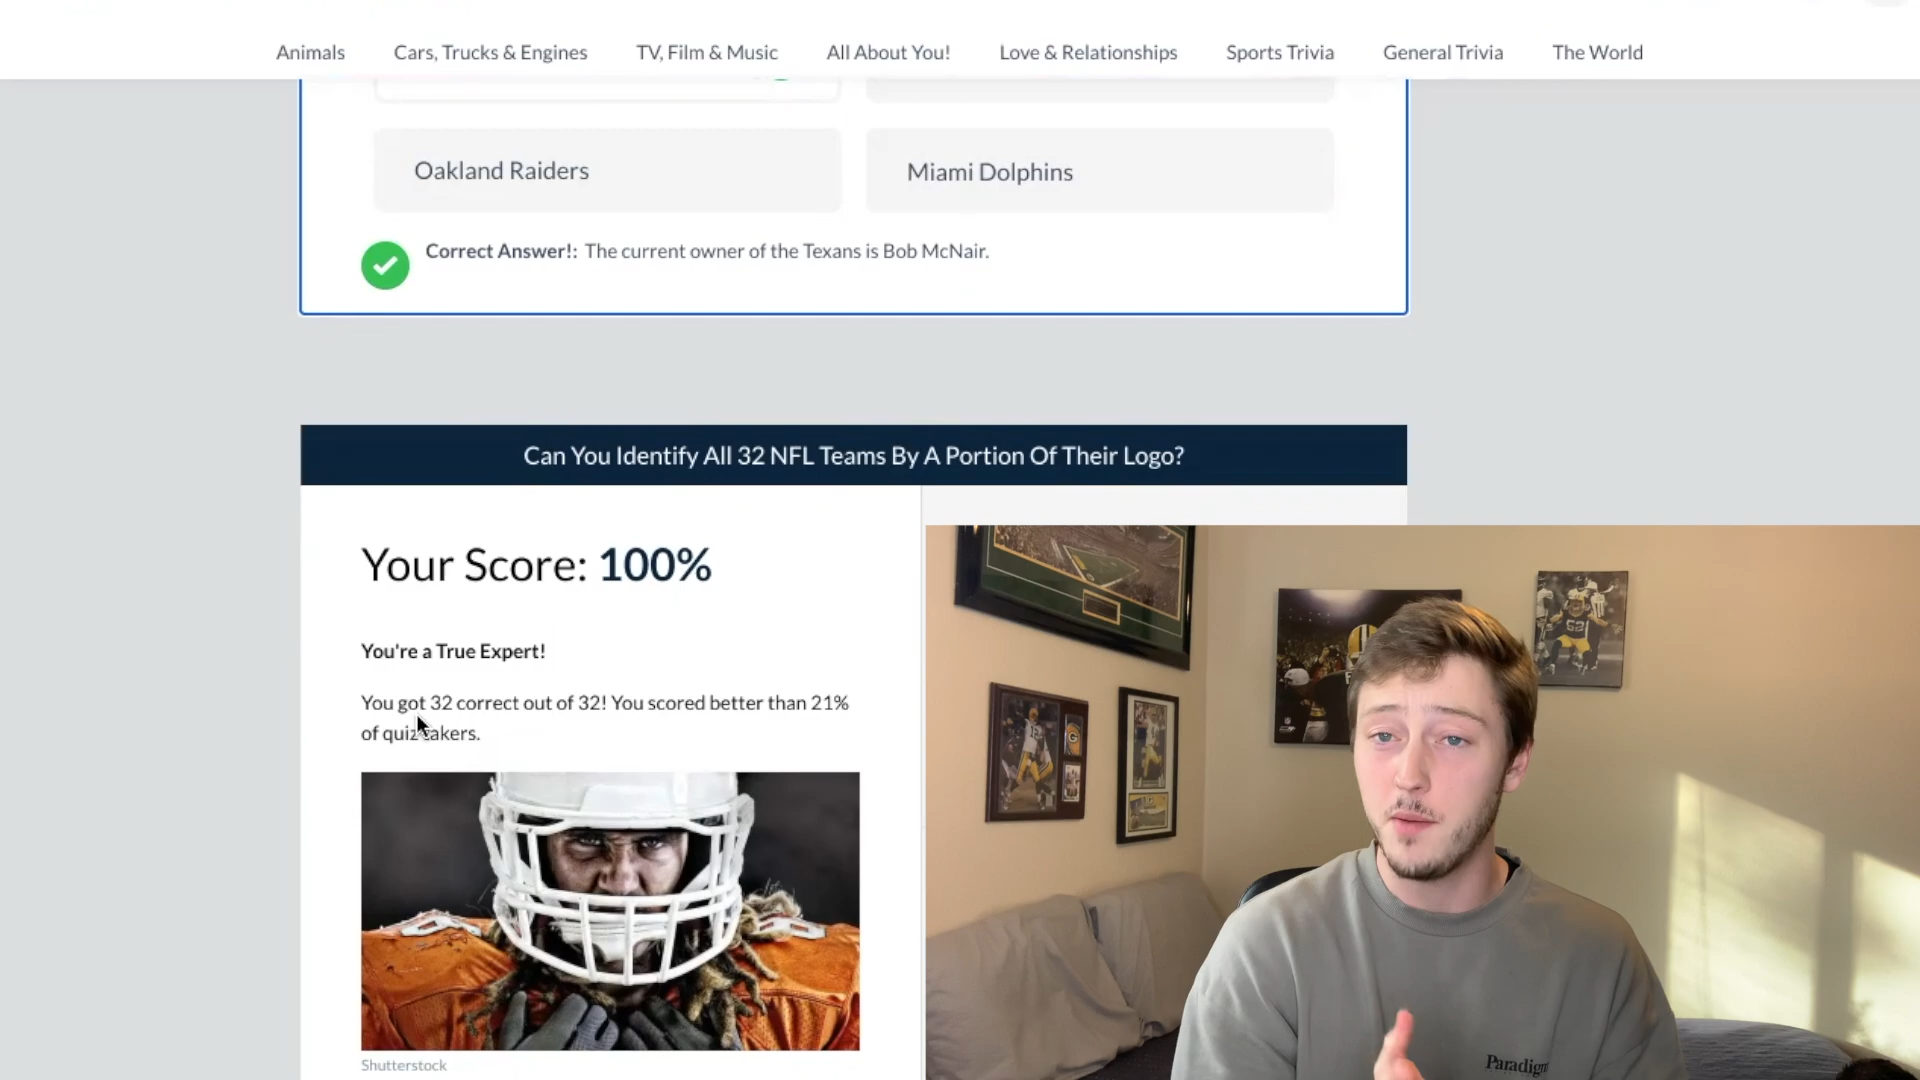 Animals
Cars, Trucks & Engines
TV, Film & Music
All About You!
Love & Relationships
Sports Trivia
General Trivia
The World
Oakland Raiders
Miami Dolphins
Correct Answer!: The current owner of the Texans is Bob McNair.
Can You Identify All 32 NFL Teams By A Portion Of Their Logo?
Your Score: 100%
You're a True Expert!
You got 32 correct out of 32! You scored better than 21%
of quiz takers.
Shutterstock
52
12
G
Paradigm